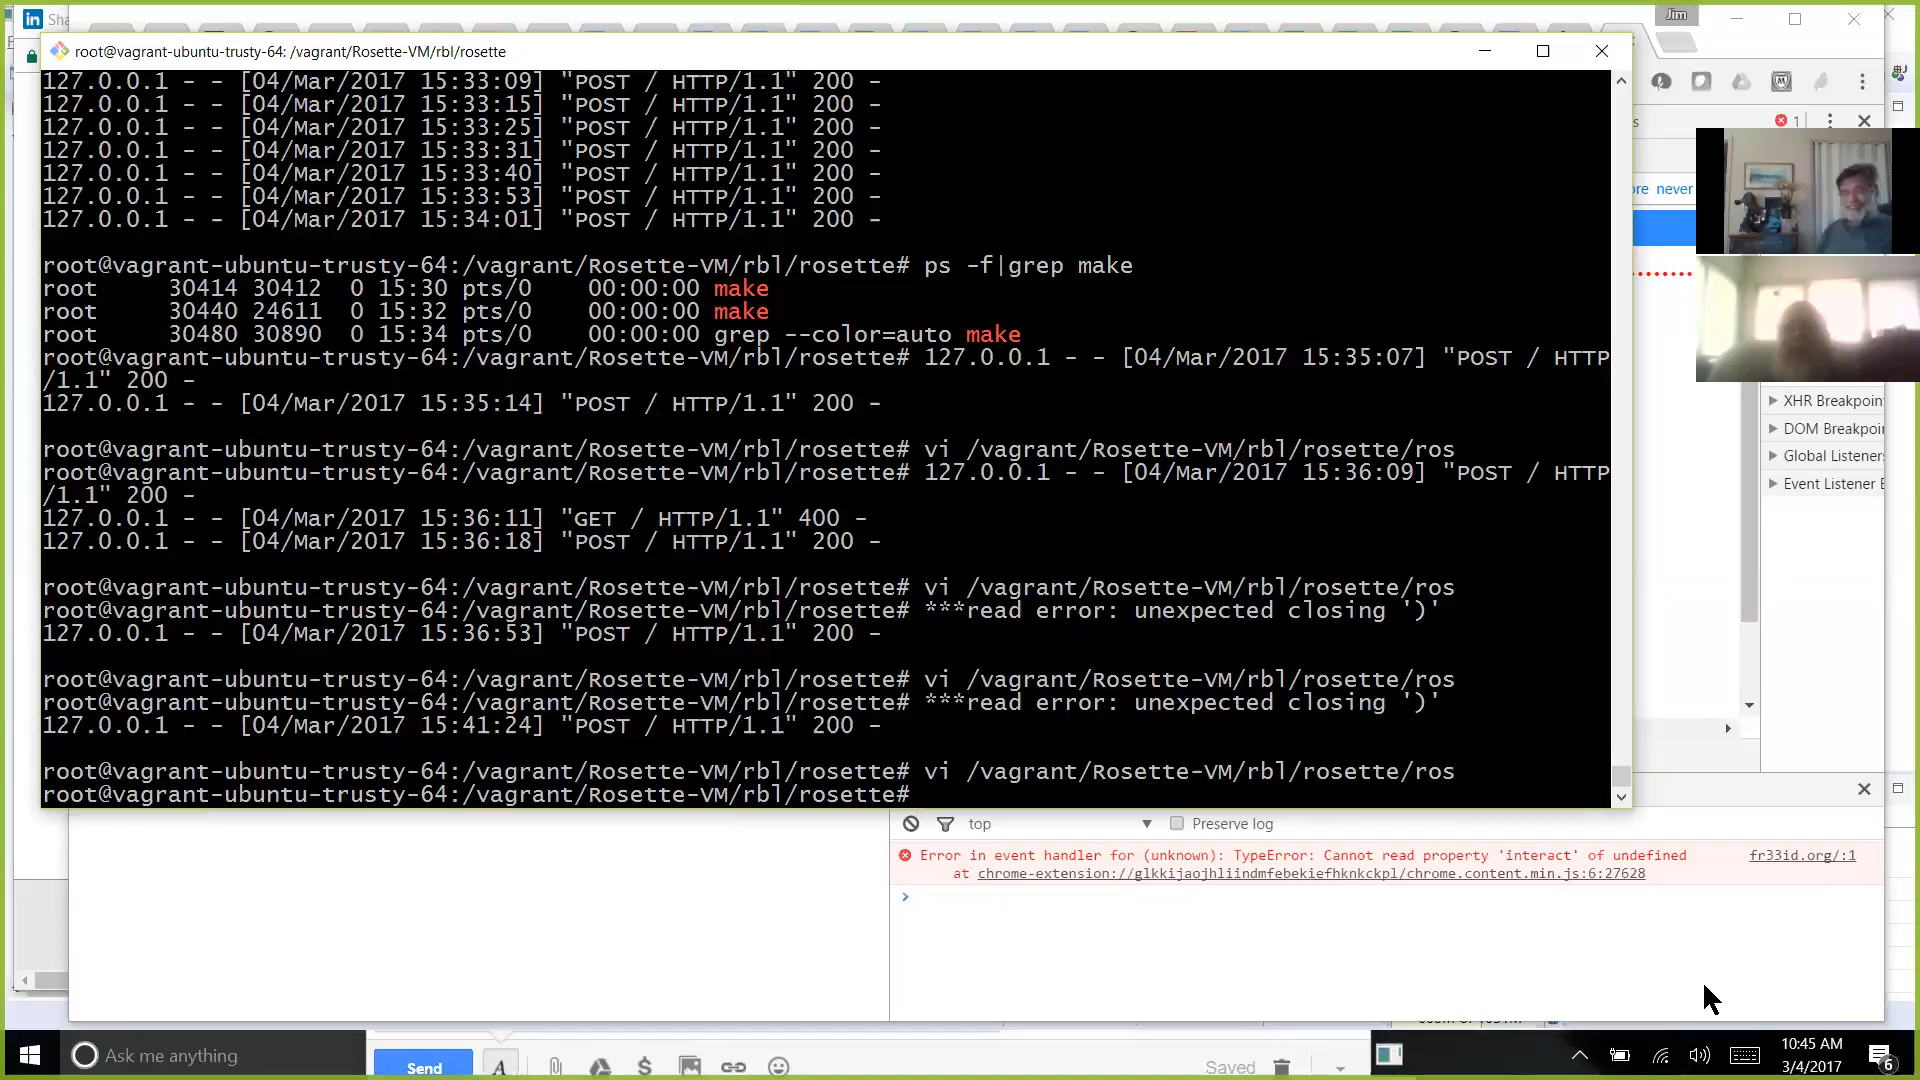 Sha
Jim
root@vagrant-ubuntu-trusty-64: /vagrant/Rosette-VM/rbl/rosette
127.0.0.1 - - [04/Mar/2017 15:33:09] "POST / HTTP/1.1" 200 -
127.0.0.1 - - [04/Mar/2017 15:33:15] "POST / HTTP/1.1" 200 -
127.0.0.1 - - [04/Mar/2017 15:33:25] "POST / HTTP/1.1" 200 -
127.0.0.1 - - [04/Mar/2017 15:33:31] "POST / HTTP/1.1" 200 -
127.0.0.1 - - [04/Mar/2017 15:33:40] "POST / HTTP/1.1" 200 -
127.0.0.1 - - [04/Mar/2017 15:33:53] "POST / HTTP/1.1" 200 -
127.0.0.1 - - [04/Mar/2017 15:34:01] "POST / HTTP/1.1" 200 -
root@vagrant-ubuntu-trusty-64:/vagrant/Rosette-VM/rbl/rosette# ps -f|grep make
root 30414 30412 0 15:30 pts/0 00:00:00 make
root 30440 24611 0 15:32 pts/0 00:00:00 make
root 30480 30890 0 15:34 pts/0 00:00:00 grep --color=auto make
root@vagrant-ubuntu-trusty-64:/vagrant/Rosette-VM/rbl/rosette# 127.0.0.1 - - [04/Mar/2017 15:35:07] "POST / HTTP
/1.1" 200 -
127.0.0.1 - - [04/Mar/2017 15:35:14] "POST / HTTP/1.1" 200 -
root@vagrant-ubuntu-trusty-64:/vagrant/Rosette-VM/rbl/rosette# vi /vagrant/Rosette-VM/rbl/rosette/ros
root@vagrant-ubuntu-trusty-64:/vagrant/Rosette-VM/rbl/rosette# 127.0.0.1 - - [04/Mar/2017 15:36:09] "POST / HTTP
/1.1" 200 -
127.0.0.1 - - [04/Mar/2017 15:36:11] "GET / HTTP/1.1" 400 -
127.0.0.1 - - [04/Mar/2017 15:36:18] "POST / HTTP/1.1" 200 -
root@vagrant-ubuntu-trusty-64:/vagrant/Rosette-VM/rbl/rosette# vi /vagrant/Rosette-VM/rbl/rosette/ros
root@vagrant-ubuntu-trusty-64:/vagrant/Rosette-VM/rbl/rosette# ***read error: unexpected closing ')'
127.0.0.1 - - [04/Mar/2017 15:36:53] "POST / HTTP/1.1" 200 -
root@vagrant-ubuntu-trusty-64:/vagrant/Rosette-VM/rbl/rosette# vi /vagrant/Rosette-VM/rbl/rosette/ros
root@vagrant-ubuntu-trusty-64:/vagrant/Rosette-VM/rbl/rosette# ***read error: unexpected closing ')'
127.0.0.1 - - [04/Mar/2017 15:41:24] "POST / HTTP/1.1" 200 -
root@vagrant-ubuntu-trusty-64:/vagrant/Rosette-VM/rbl/rosette# vi /vagrant/Rosette-VM/rbl/rosette/ros
root@vagrant-ubuntu-trusty-64:/vagrant/Rosette-VM/rbl/rosette#
s
1
ore never
XHR Breakpoin
DOM Breakpoi
Global Listeners
Event Listener B
top
Preserve log
Error in event handler for (unknown): TypeError: Cannot read property 'interact' of undefined fr33id.org/:1
at chrome-extension://glkkijaojhliindmfebekiefhknkckpl/chrome.content.min.js:6:27628
Ask me anything
Send
A
Saved
10:45 AM
3/4/2017
6